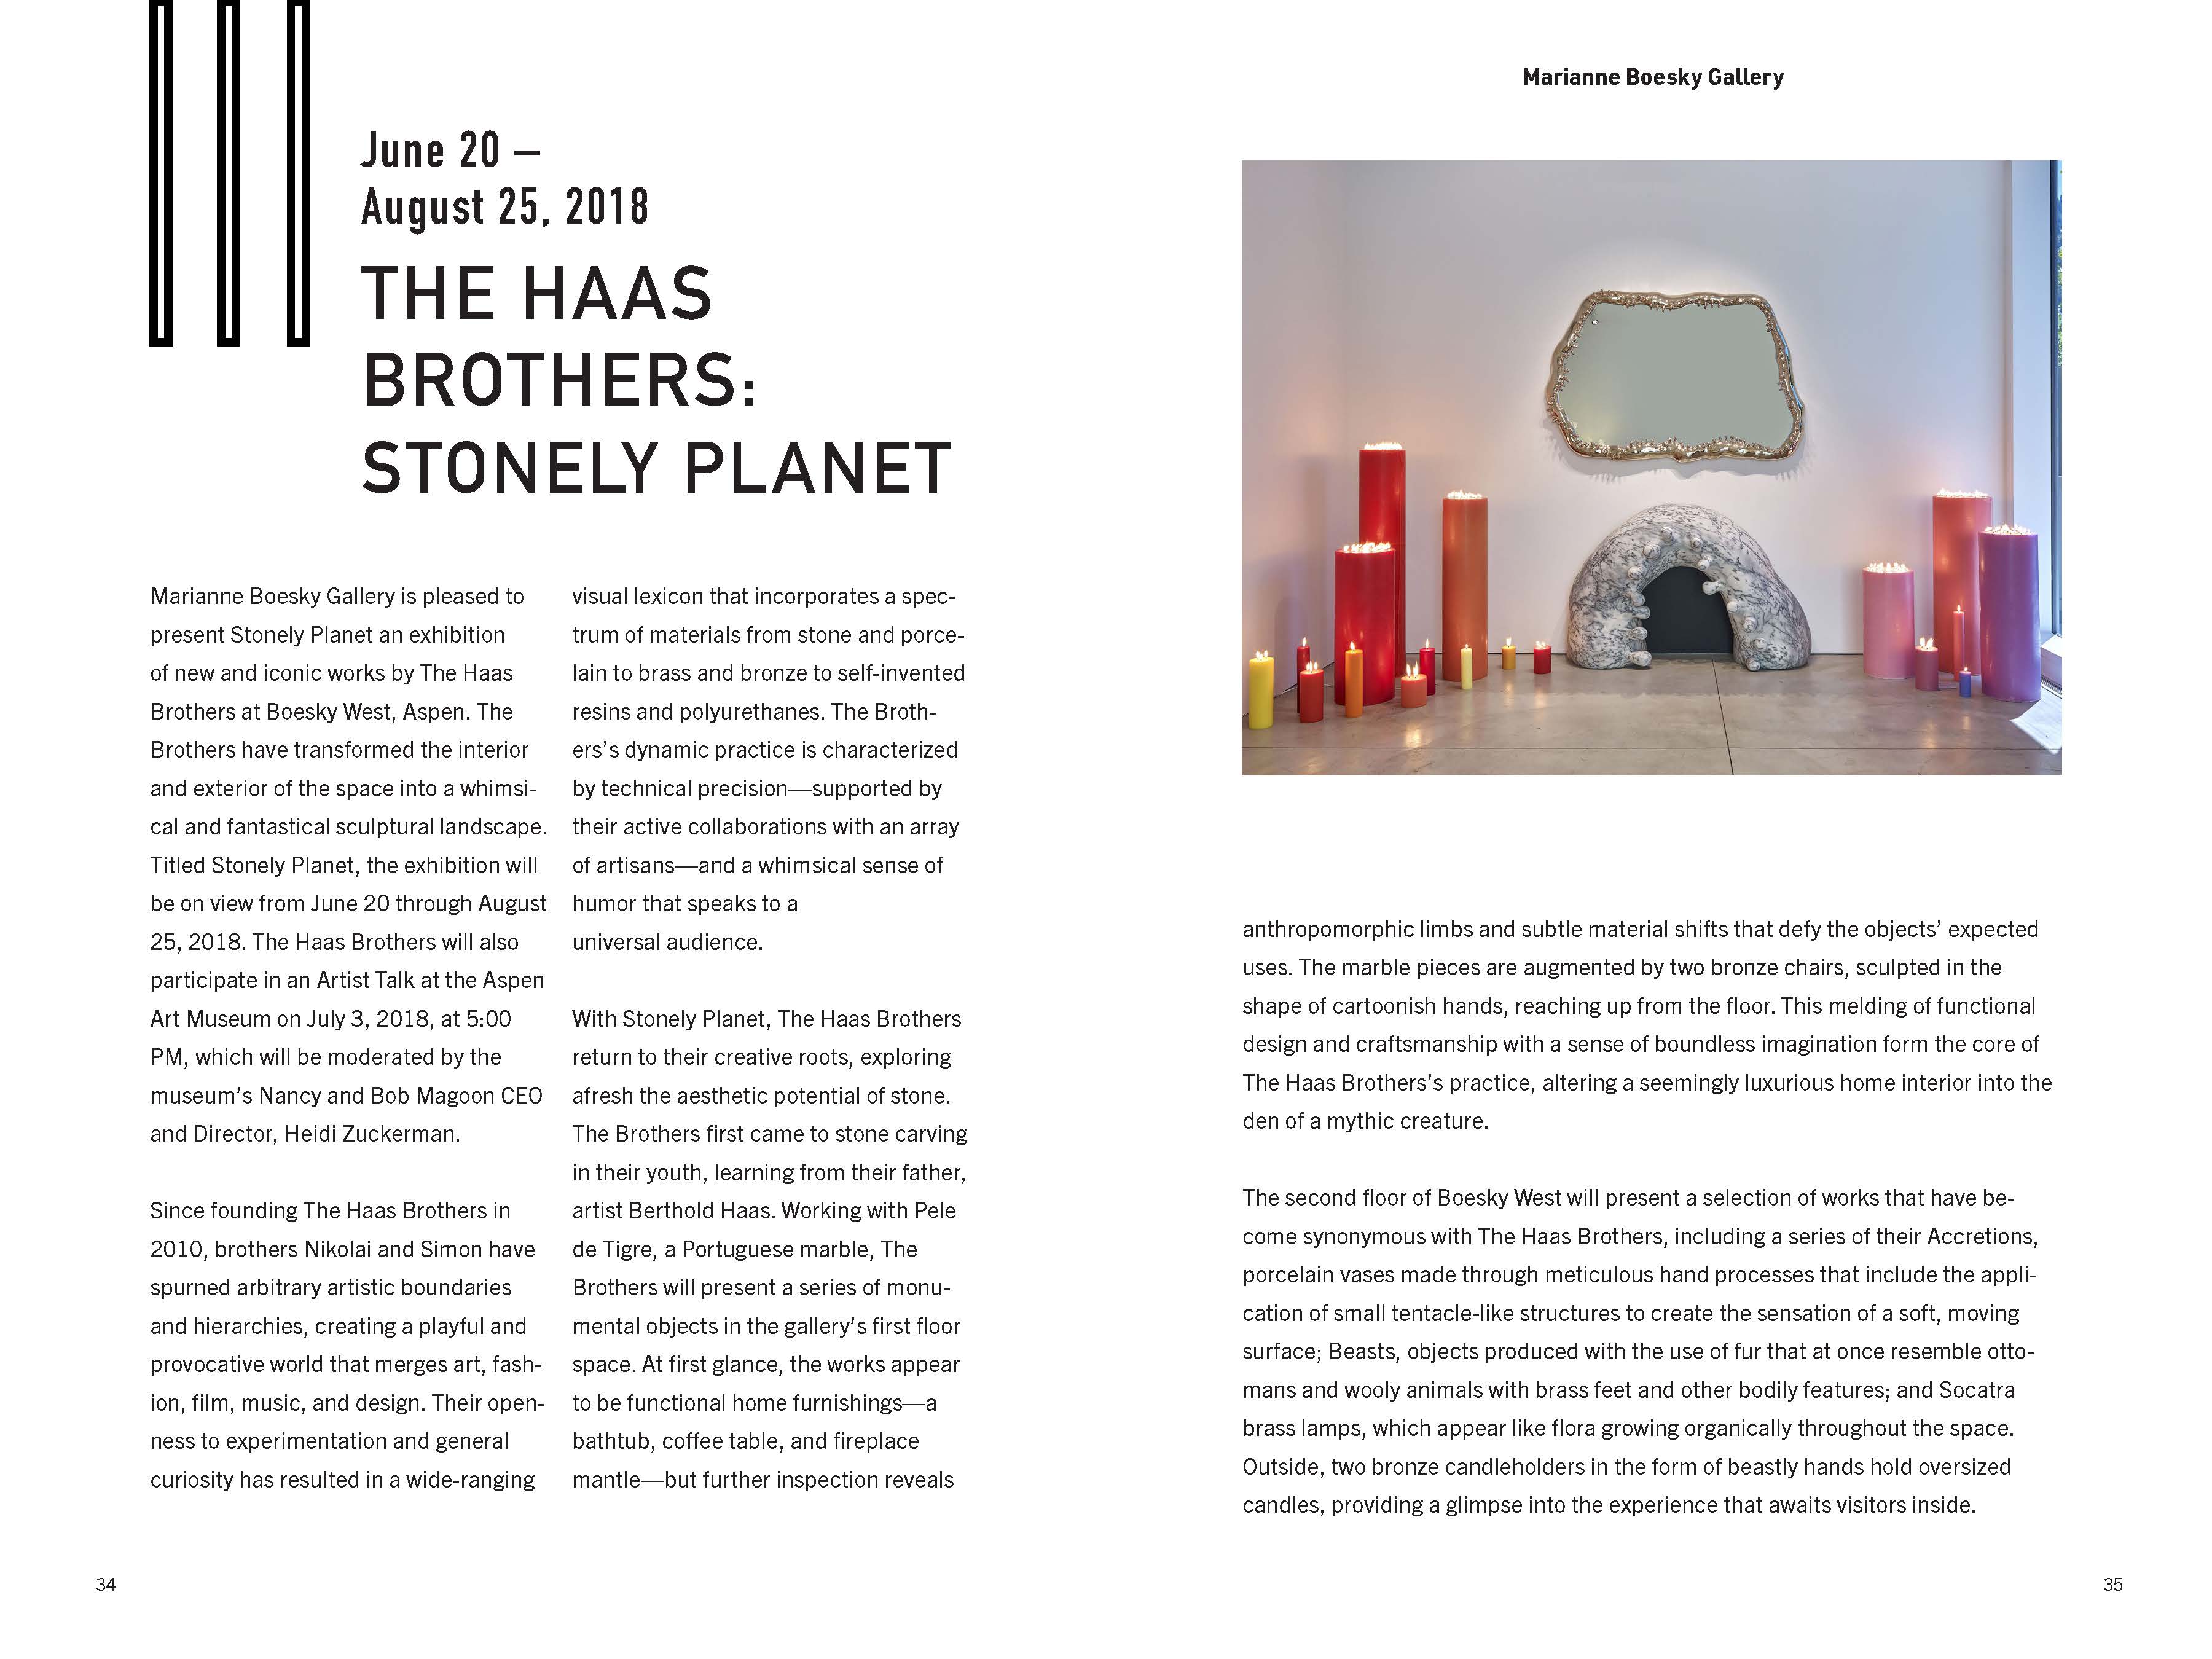 June 20 –
August 25, 2018
THE HAAS
BROTHERS:
STONELY PLANET
Marianne Boesky Gallery is pleased to
present Stonely Planet an exhibition
of new and iconic works by The Haas
Brothers at Boesky West, Aspen. The
Brothers have transformed the interior
and exterior of the space into a whimsi-
cal and fantastical sculptural landscape.
Titled Stonely Planet, the exhibition will
be on view from June 20 through August
25, 2018. The Haas Brothers will also
participate in an Artist Talk at the Aspen
Art Museum on July 3, 2018, at 5:00
PM, which will be moderated by the
museum’s Nancy and Bob Magoon CEO
and Director, Heidi Zuckerman.
Since founding The Haas Brothers in
2010, brothers Nikolai and Simon have
spurned arbitrary artistic boundaries
and hierarchies, creating a playful and
provocative world that merges art, fash-
ion, film, music, and design. Their open-
ness to experimentation and general
curiosity has resulted in a wide-ranging
visual lexicon that incorporates a spec-
trum of materials from stone and porce-
lain to brass and bronze to self-invented
resins and polyurethanes. The Broth-
ers’s dynamic practice is characterized
by technical precision—supported by
their active collaborations with an array
of artisans—and a whimsical sense of
humor that speaks to a
universal audience.
With Stonely Planet, The Haas Brothers
return to their creative roots, exploring
afresh the aesthetic potential of stone.
The Brothers first came to stone carving
in their youth, learning from their father,
artist Berthold Haas. Working with Pele
de Tigre, a Portuguese marble, The
Brothers will present a series of monu-
mental objects in the gallery’s first floor
space. At first glance, the works appear
to be functional home furnishings—a
bathtub, coffee table, and fireplace
mantle—but further inspection reveals
34
Marianne Boesky Gallery
anthropomorphic limbs and subtle material shifts that defy the objects’ expected
uses. The marble pieces are augmented by two bronze chairs, sculpted in the
shape of cartoonish hands, reaching up from the floor. This melding of functional
design and craftsmanship with a sense of boundless imagination form the core of
The Haas Brothers’s practice, altering a seemingly luxurious home interior into the
den of a mythic creature.
The second floor of Boesky West will present a selection of works that have be-
come synonymous with The Haas Brothers, including a series of their Accretions,
porcelain vases made through meticulous hand processes that include the appli-
cation of small tentacle-like structures to create the sensation of a soft, moving
surface; Beasts, objects produced with the use of fur that at once resemble otto-
mans and wooly animals with brass feet and other bodily features; and Socatra
brass lamps, which appear like flora growing organically throughout the space.
Outside, two bronze candleholders in the form of beastly hands hold oversized
candles, providing a glimpse into the experience that awaits visitors inside.
35